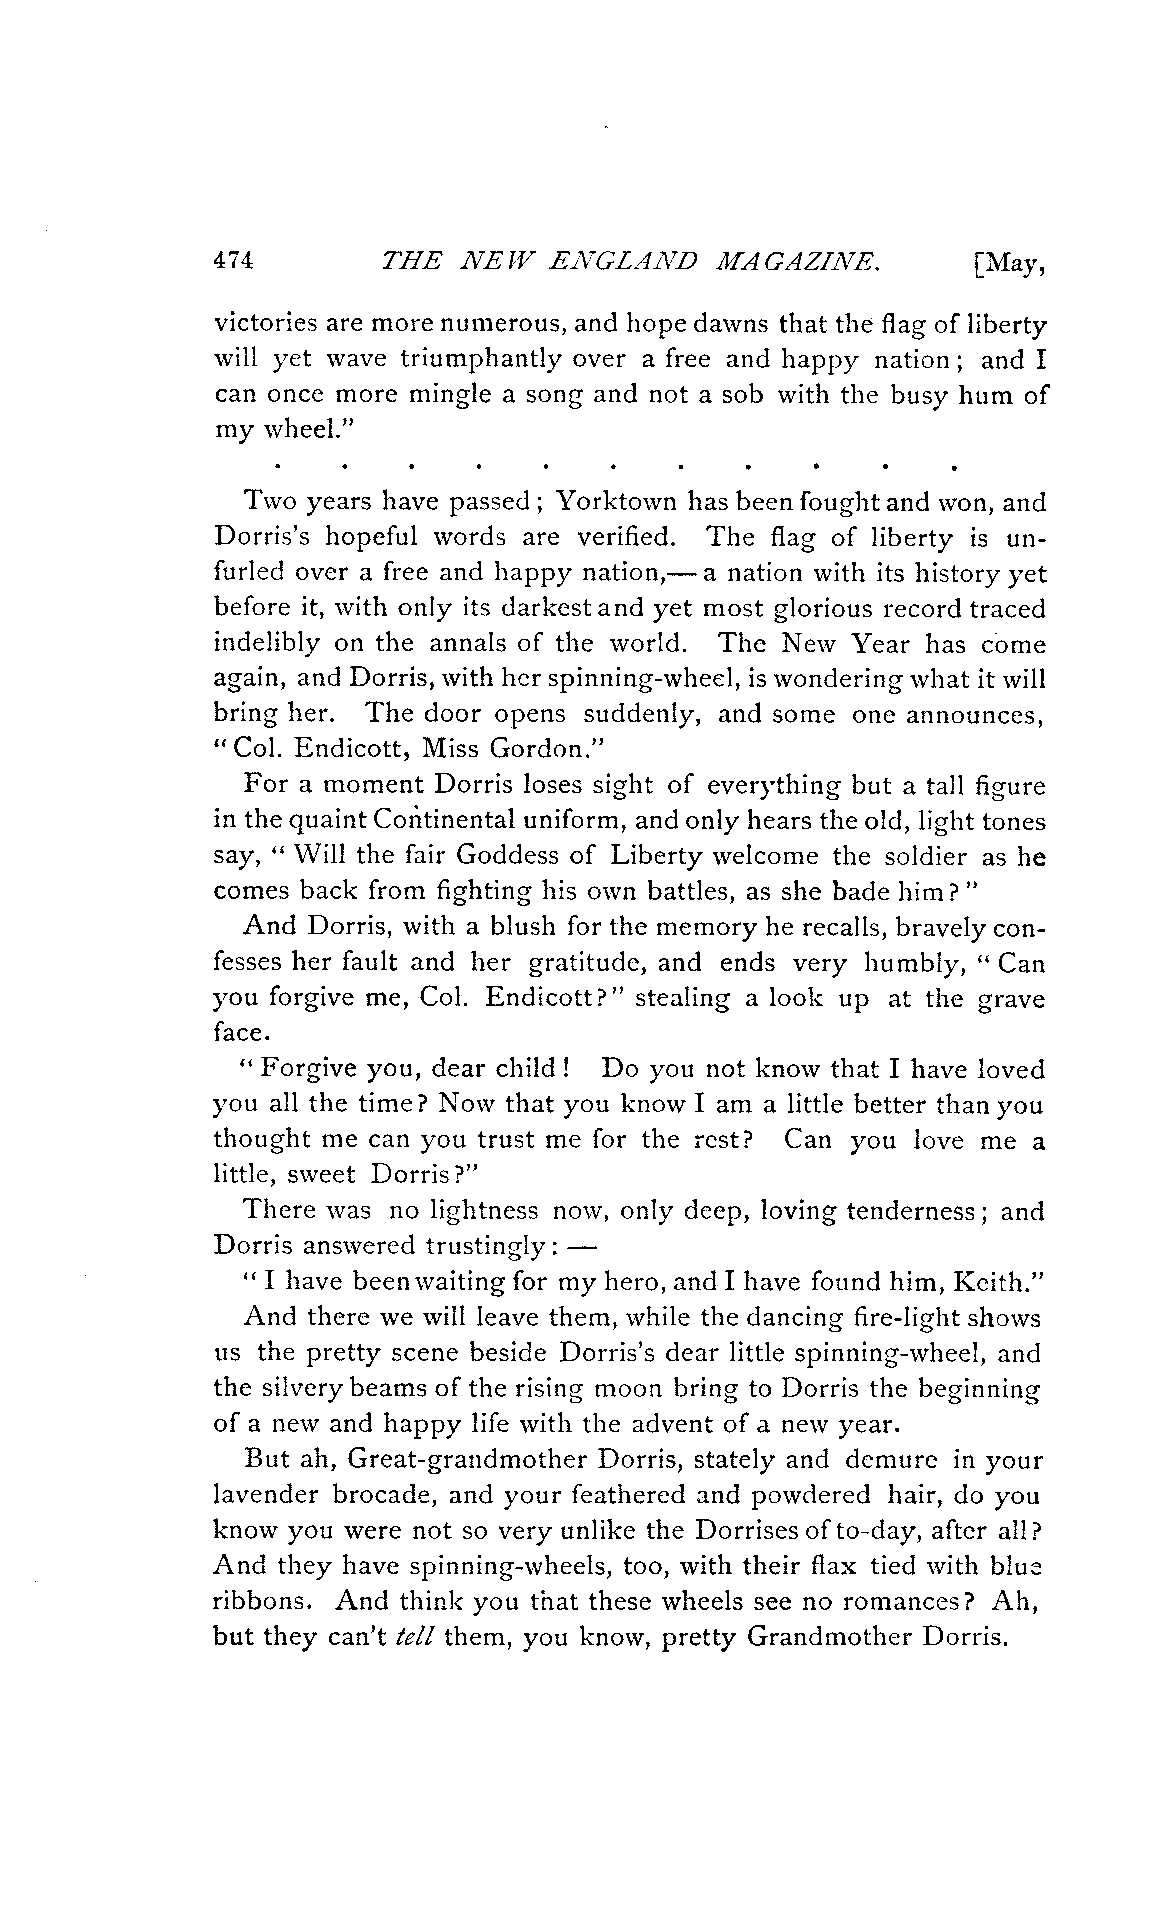 474 THE NEW ENGLAND MAGAZINE. [May,
victories are more numerous, and hope dawns that the flag of liberty
will yet wave triumphantly over a free and happy nation; and I
can once more mingle a song and not a sob with the busy hum of
my wheel."
. . . . . . . . . . .
Two years have passed; Yorktown has been fought and won, and
Dorris's hopeful words are verified. The flag of liberty is un-
furled over a free and happy nation,— a nation with its history yet
before it, with only its darkest and yet most glorious record traced
indelibly on the annals of the world. The New Year has come
again, and Dorris, with her spinning-wheel, is wondering what it will
bring her. The door opens suddenly, and some one announces,
"Col. Endicott, Miss Gordon."
For a moment Dorris loses sight of everything but a tall figure
in the quaint Continental uniform, and only hears the old, light tones
say, "Will the fair Goddess of Liberty welcome the soldier as he
comes back from fighting his own battles, as she bade him?"
And Dorris, with a blush for the memory he recalls, bravely con-
fesses her fault and her gratitude, and ends very humbly, "Can
you forgive me, Col. Endicott?" stealing a look up at the grave
face.
"Forgive you, dear child! Do you not know that I have loved
you all the time? Now that you know I am a little better than you
thought me can you trust me for the rest? Can you love me a
little, sweet Dorris?"
There was no lightness now, only deep, loving tenderness; and
Dorris answered trustingly: —
"I have been waiting for my hero, and I have found him, Keith."
And there we will leave them, while the dancing fire-light shows
us the pretty scene beside Dorris's dear little spinning-wheel, and
the silvery beams of the rising moon bring to Dorris the beginning
of a new and happy life with the advent of a new year.
But ah, Great-grandmother Dorris, stately and demure in your
lavender brocade, and your feathered and powdered hair, do you
know you were not so very unlike the Dorrises of to-day, after all?
And they have spinning-wheels, too, with their flax tied with blue
ribbons. And think you that these wheels see no romances? Ah,
but they can't tell them, you know, pretty Grandmother Dorris.